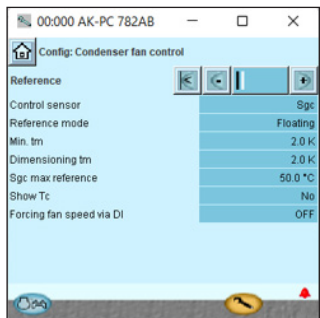 00:000 AK-PC 782AB
Config: Condenser fan control
Reference
Control sensor Sgc
Reference mode Floating
Min. tm 2.0 K
Dimensioning tm 2.0 K
Sgc max reference 50.0 °C
Show Tc No
Forcing fan speed via DI OFF